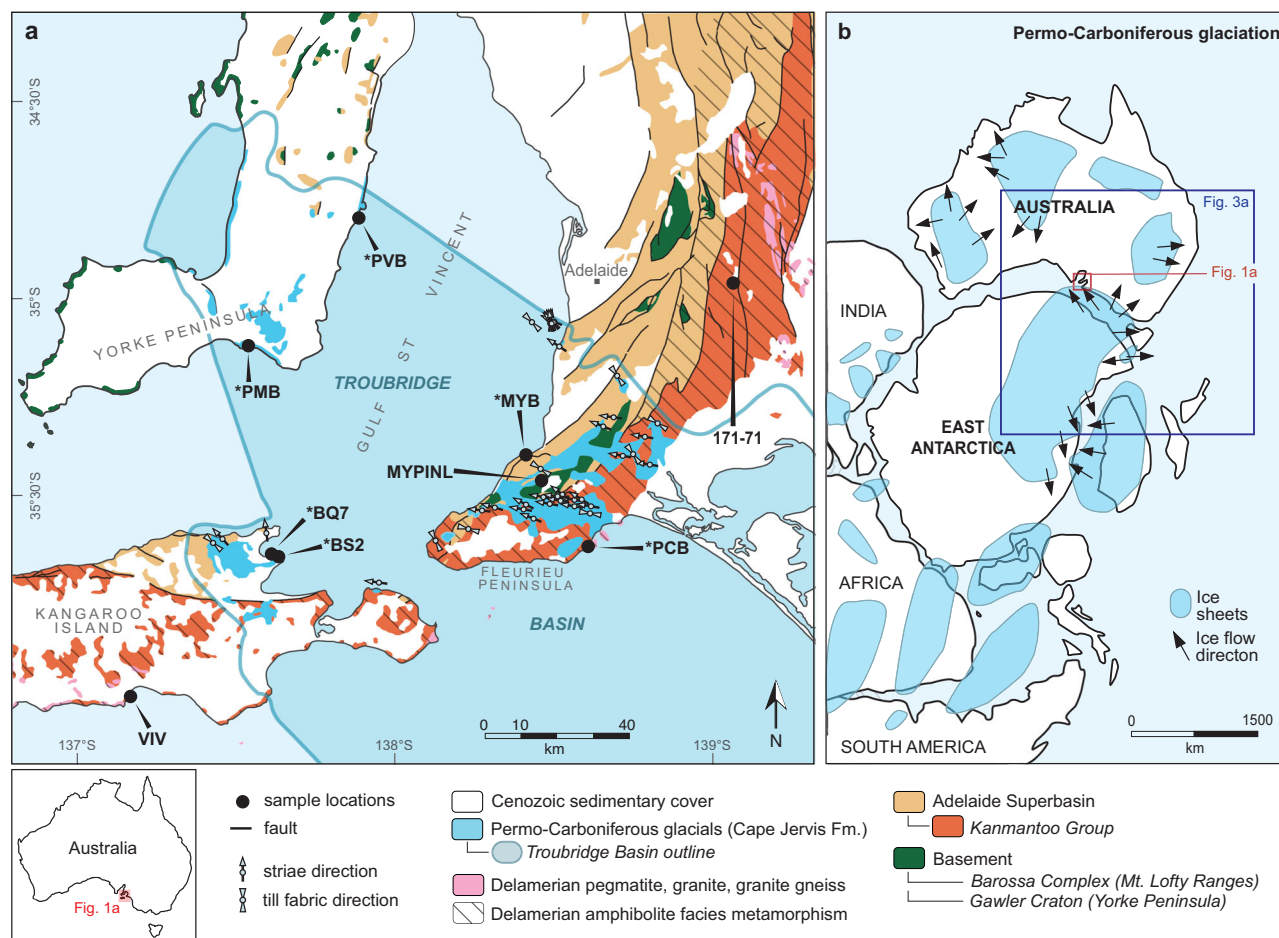 a
34°30'S
35°S
35°30'S
*PVB
GULF ST VINCENT
Adelaide
YORKE PENINSULA
*PMB
TROUBRIDGE
*MYB
171-71
MYPINL
*BQ7
*BS2
*PCB
FLEURIEU
PENINSULA
KANGAROO
ISLAND
BASIN
VIV
0 10 40
km
N
137°S
138°S
139°S
b
Permo-Carboniferous glaciation
Fig. 3a
AUSTRALIA
Fig. 1a
INDIA
EAST
ANTARCTICA
AFRICA
Ice
sheets
Ice flow
directon
SOUTH AMERICA
0 1500
km
Australia
Fig. 1a
sample locations
fault
striae direction
till fabric direction
Cenozoic sedimentary cover
Permo-Carboniferous glacials (Cape Jervis Fm.)
Troubridge Basin outline
Delamerian pegmatite, granite, granite gneiss
Delamerian amphibolite facies metamorphism
Adelaide Superbasin
Kanmantoo Group
Basement
Barossa Complex (Mt. Lofty Ranges)
Gawler Craton (Yorke Peninsula)